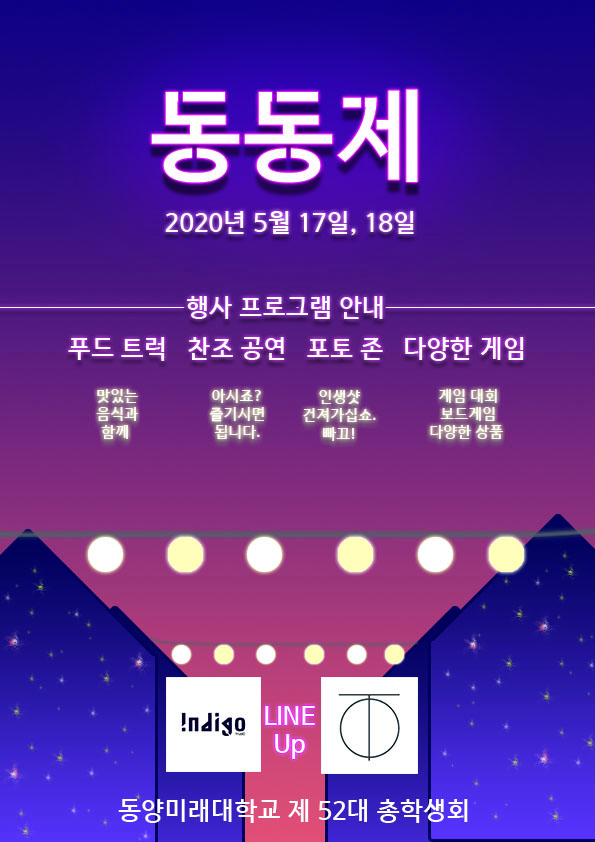 동동제
2020년 5월 17일, 18일
행사 프로그램 안내
푸드 트럭 찬조 공연 포토 존 다양한 게임
맛있는
음식과
함께
아시죠?
즐기시면
됩니다.
인생샷
건져가십쇼.
빠끄!
게임 대회
보드게임
다양한 상품
!ndigo
LINE
Up
동양미래대학교 제 52대 총학생회